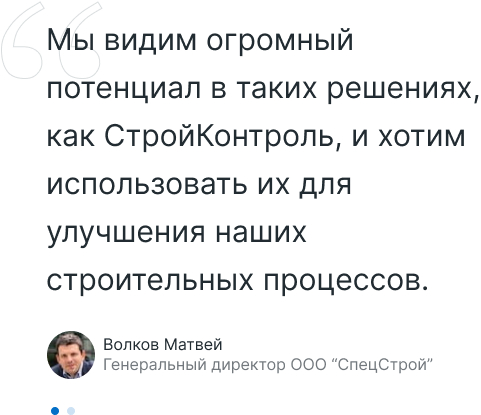 Мы видим огромный
потенциал в таких решениях,
как СтройКонтроль, и хотим
использовать их для
улучшения наших
строительных процессов.
Волков Матвей
Генеральный директор ООО “СпецСтрой”